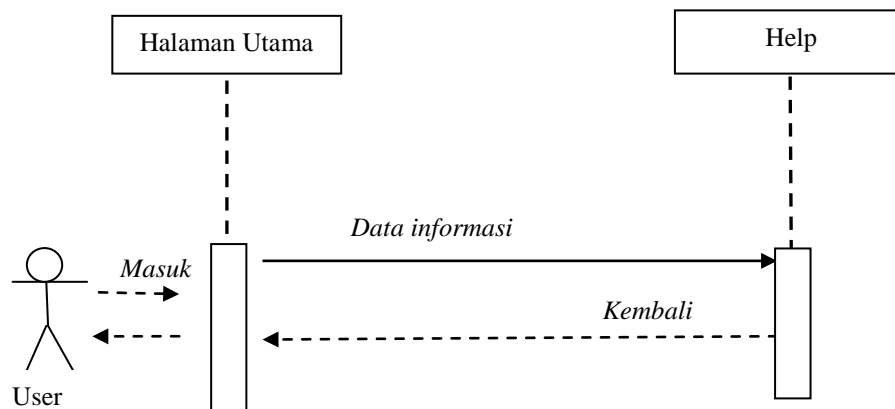 Halaman Utama
Help
Data informasi
Masuk
Kembali
User